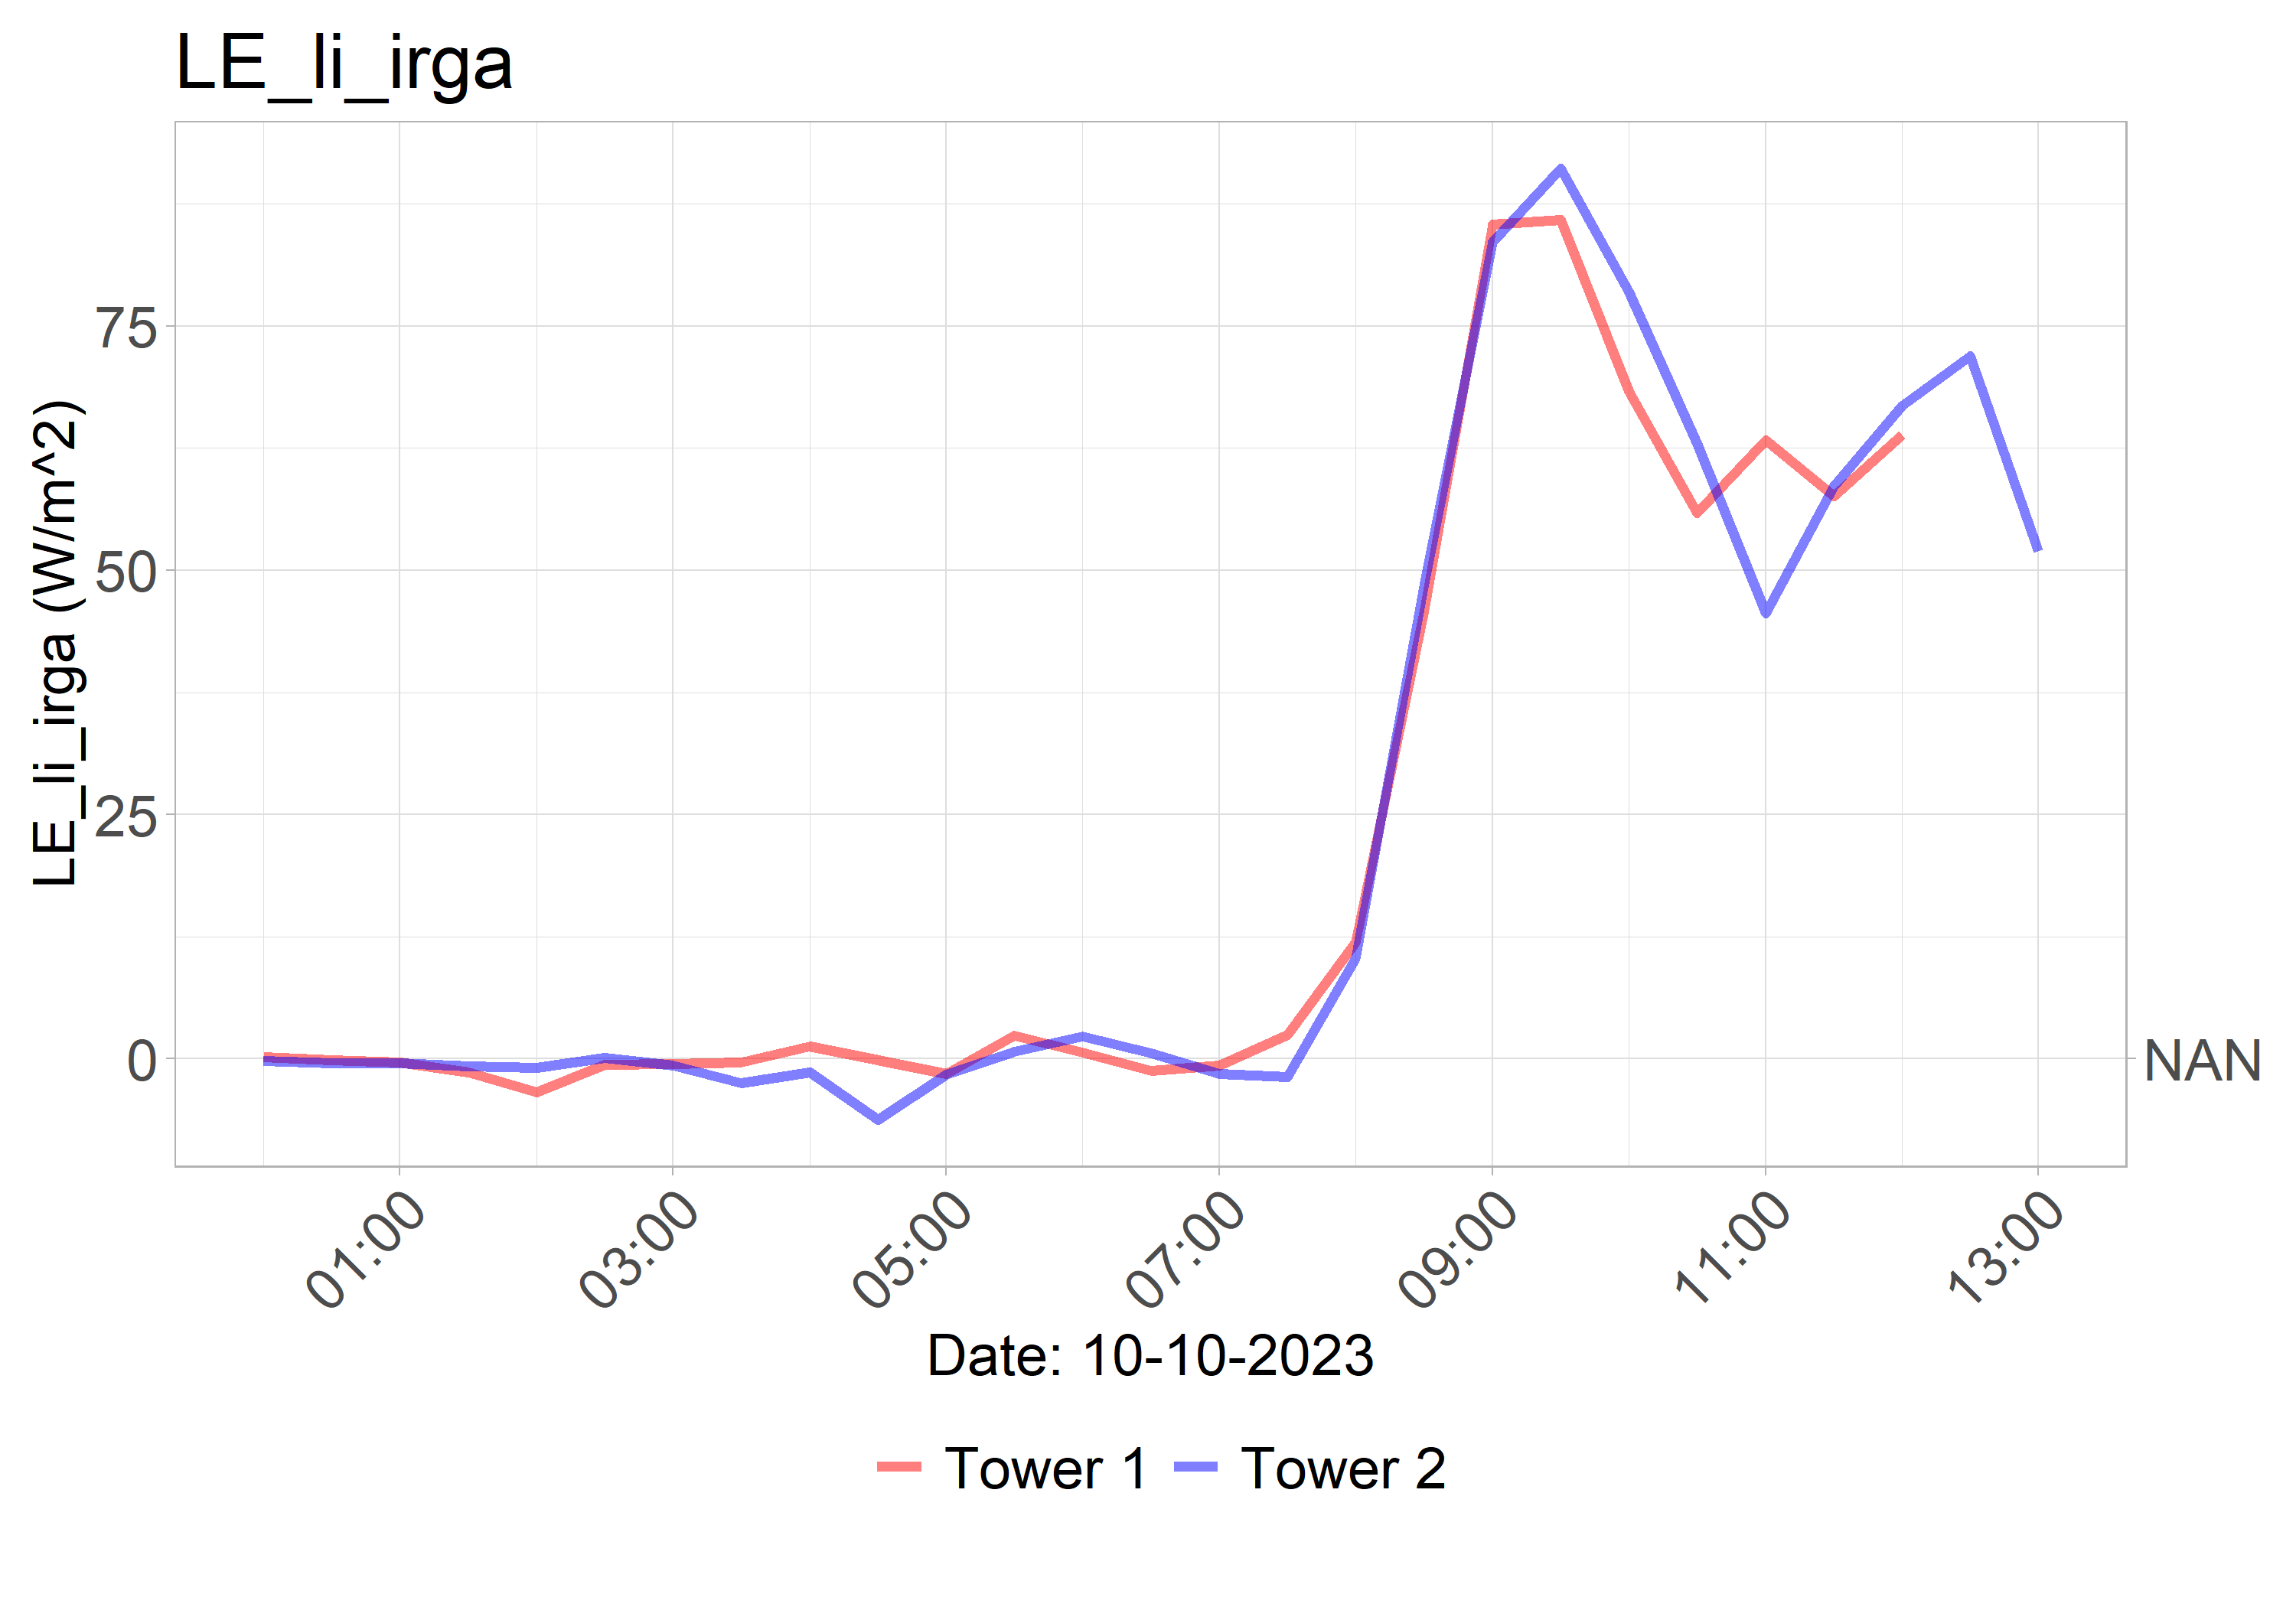 LE_li_irga
LE_li_irga (W/m^2)
75
50
25
0
NAN
01:00
03:00
05:00
07:00
09:00
11:00
13:00
Date: 10-10-2023
Tower 1
Tower 2